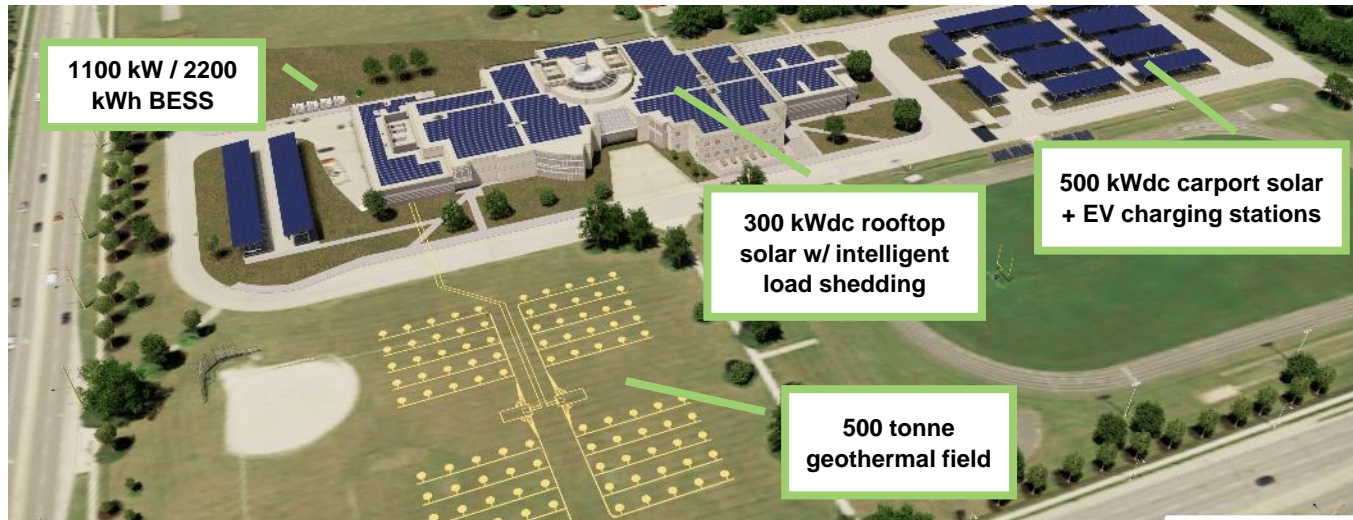 1100 kW / 2200
kWh BESS
300 kWdc rooftop
solar w/ intelligent
load shedding
500 kWdc carport solar
+ EV charging stations
500 tonne
geothermal field